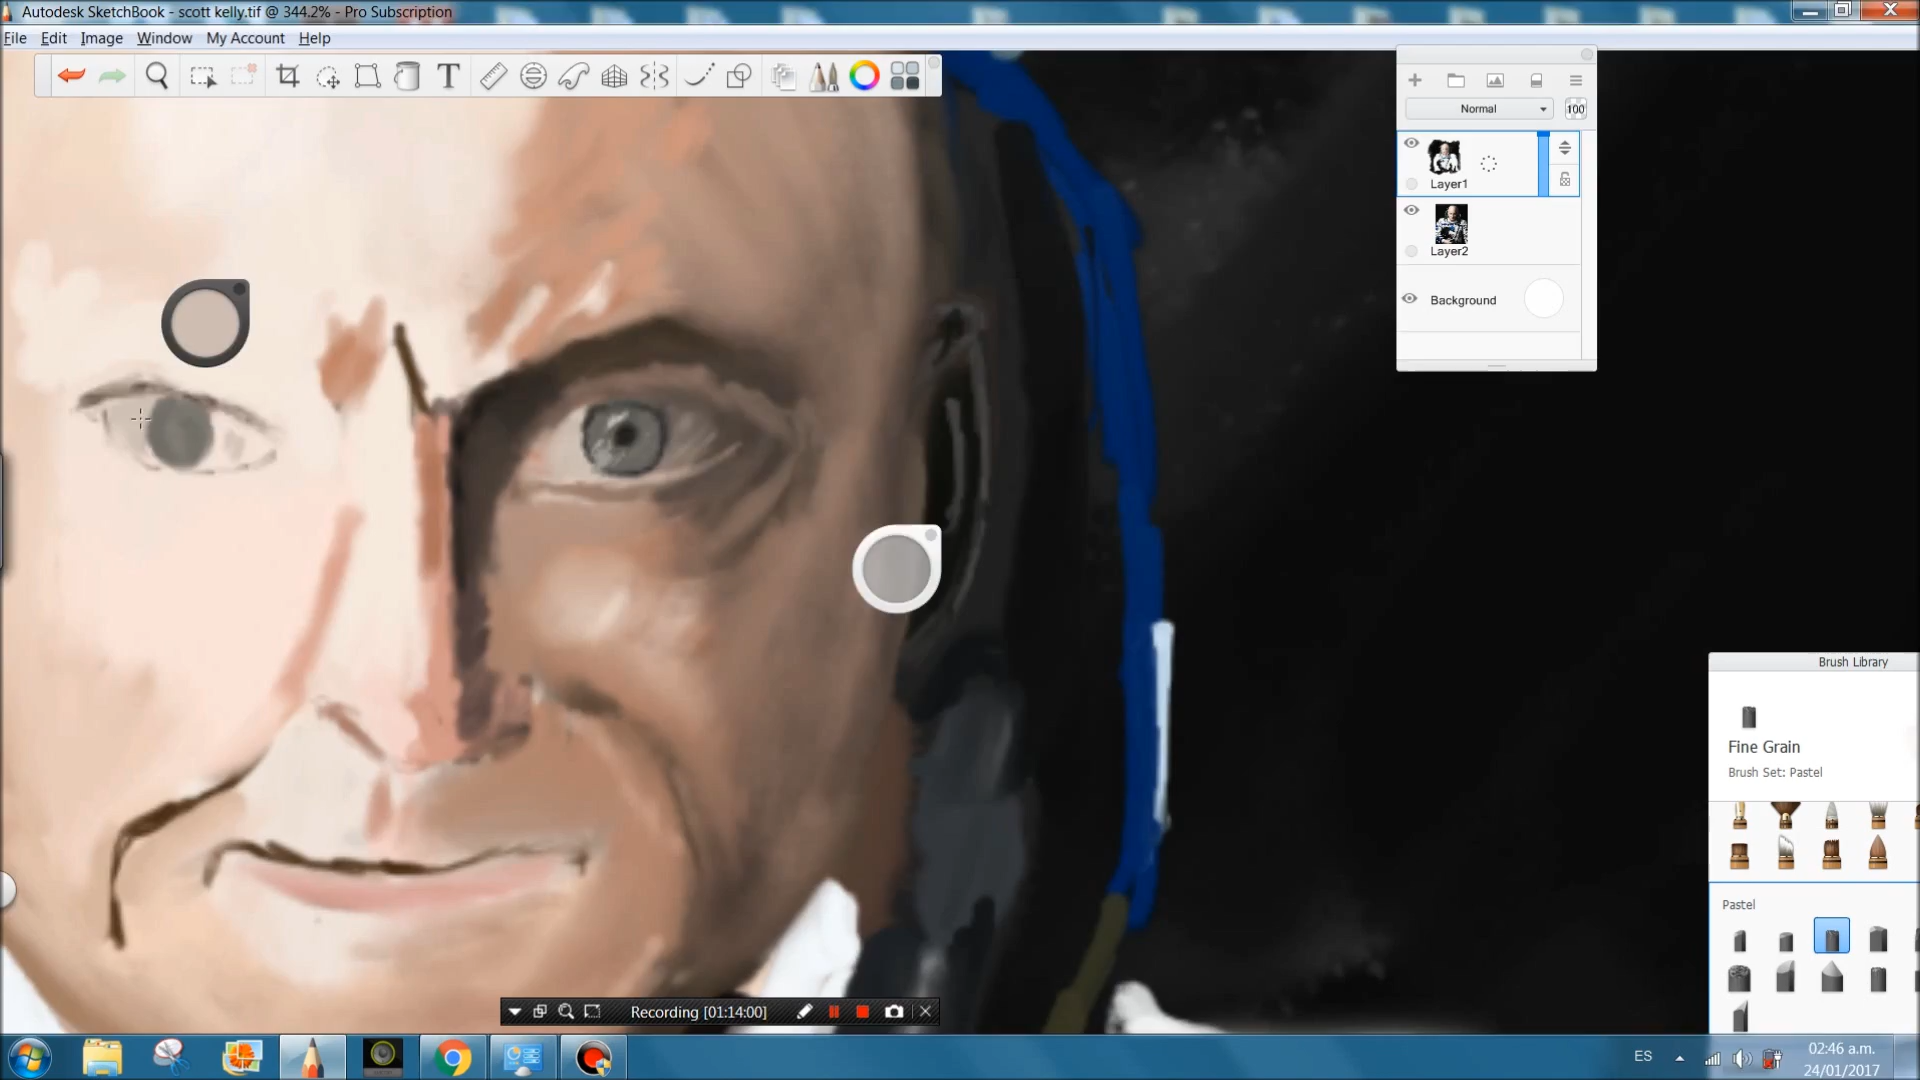 Autodesk SketchBook - scott kelly.tif @ 344.2% - Pro Subscription
File Edit Image Window My Account Help
T
Normal 100
Layer1
Layer2
Background
Brush Library
Fine Grain
Brush Set: Pastel
Pastel
Recording [01:14:00]
ES
02:46 a.m.
24/01/2017